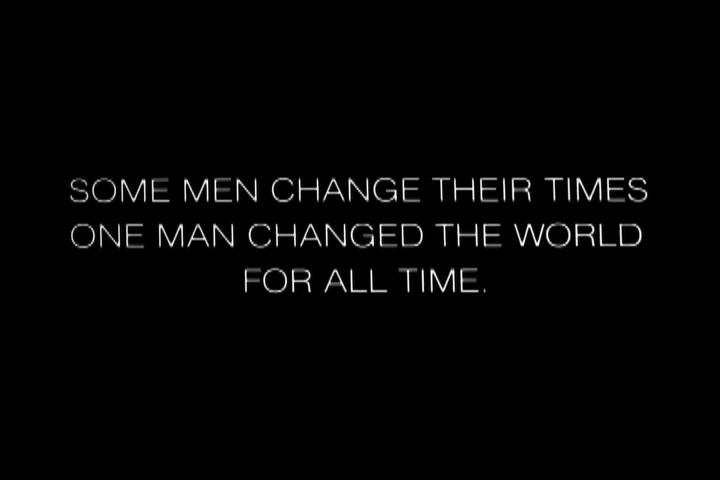 SOME MEN CHANGE THEIR TIMES
ONE MAN CHANGED THE WORLD
FOR ALL TIME.